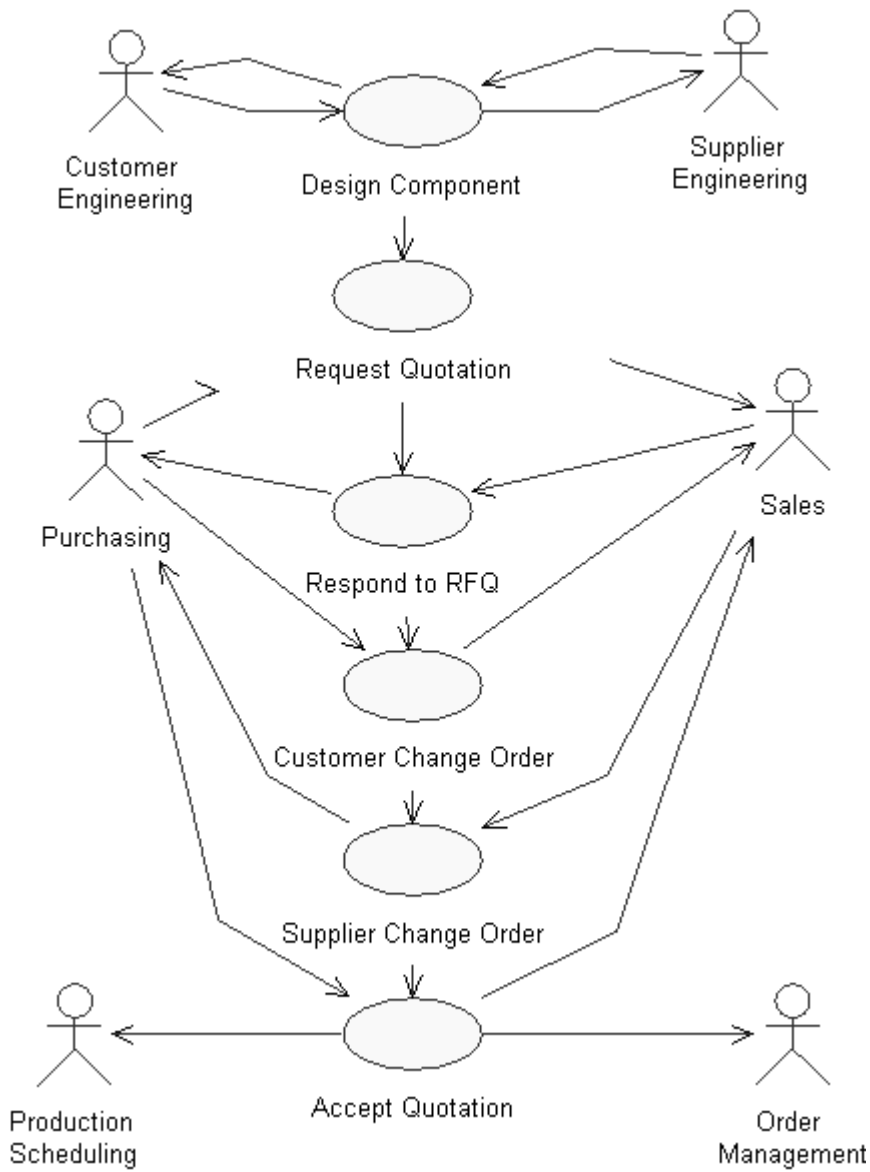 Customer
Engineering
Design Component
Supplier
Engineering
Request Quotation
Purchasing
Sales
Respond to RFQ
Customer Change Order
Supplier Change Order
Production
Scheduling
Accept Quotation
Order
Management